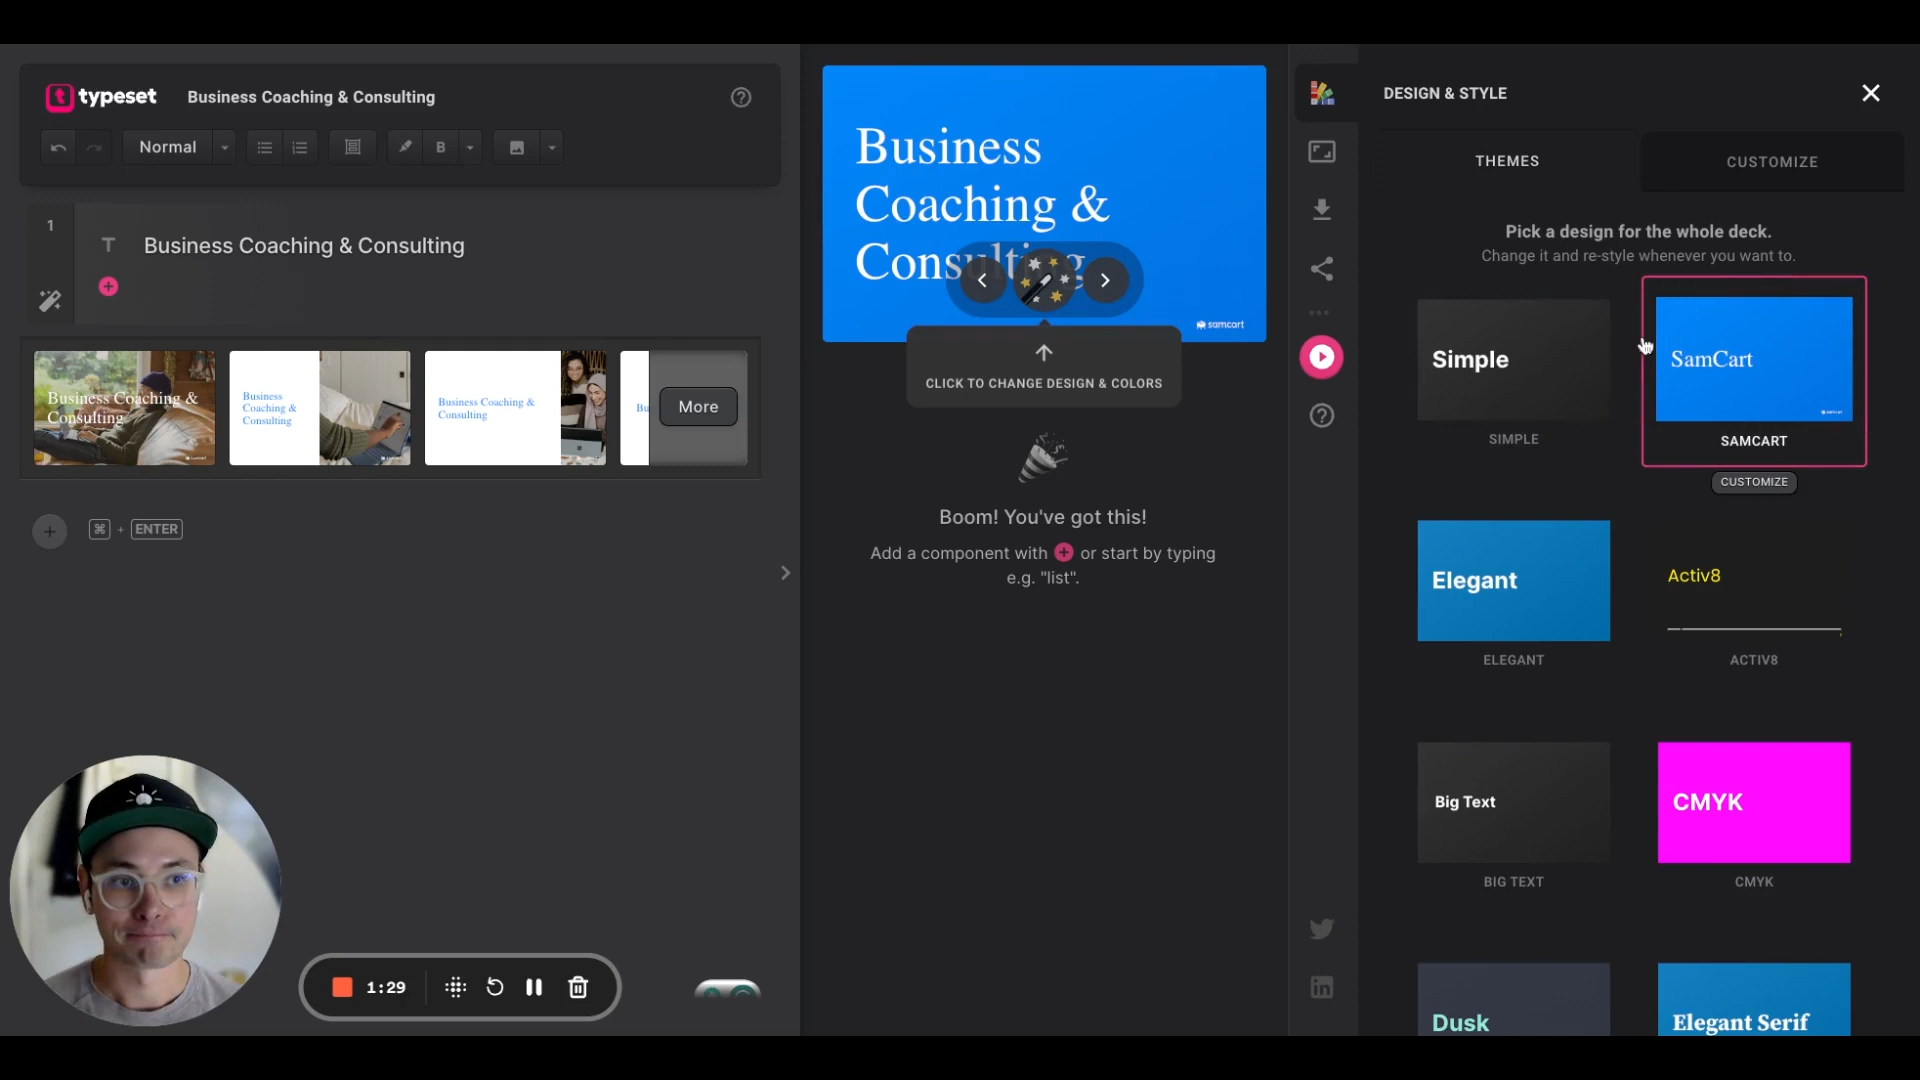 typeset
Business Coaching & Consulting
Normal
B
1
T
Business Coaching & Consulting
Business Coaching &
Consulting
Business
Coaching &
Consulting
Business Coaching &
Consulting
Bu
More
⌘ + ENTER
1:29
Business
Coaching &
Consulting
samcart
CLICK TO CHANGE DESIGN & COLORS
Boom! You've got this!
Add a component with + or start by typing
e.g. "list".
DESIGN & STYLE
THEMES
CUSTOMIZE
Pick a design for the whole deck.
Change it and re-style whenever you want to.
Simple
SIMPLE
SamCart
SAMCART
CUSTOMIZE
Elegant
ELEGANT
Activ8
ACTIV8
Big Text
BIG TEXT
CMYK
CMYK
Dusk
Elegant Serif